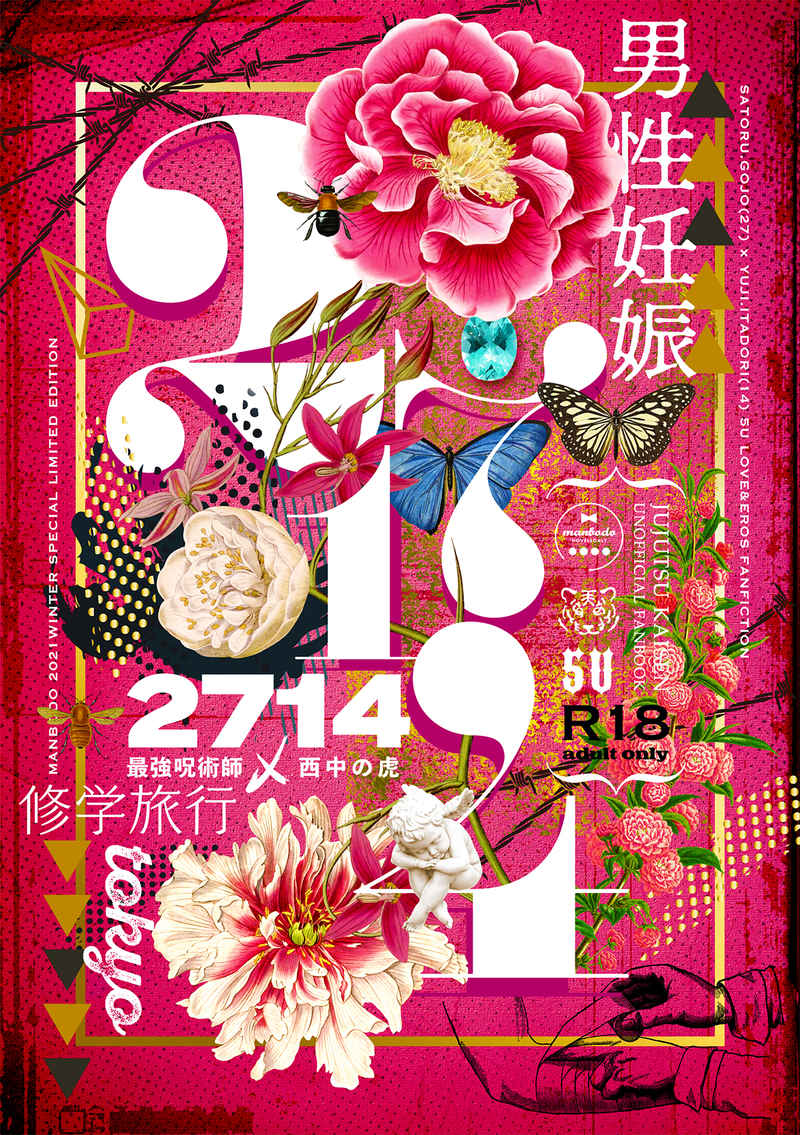 男性妊娠
SATORU.GOJO(27) x YUJI.ITADORI(14) 5U LOVE&EROS FANFICTION
27
14
manbodo
JUJUTSU KAISEN
UNOFFICIAL FANBOOK
5U
R18
adult only
2714
最強呪術師 × 西中の虎
修学旅行
tokyo
MANBODO 2021 WINTER SPECIAL LIMITED EDITION